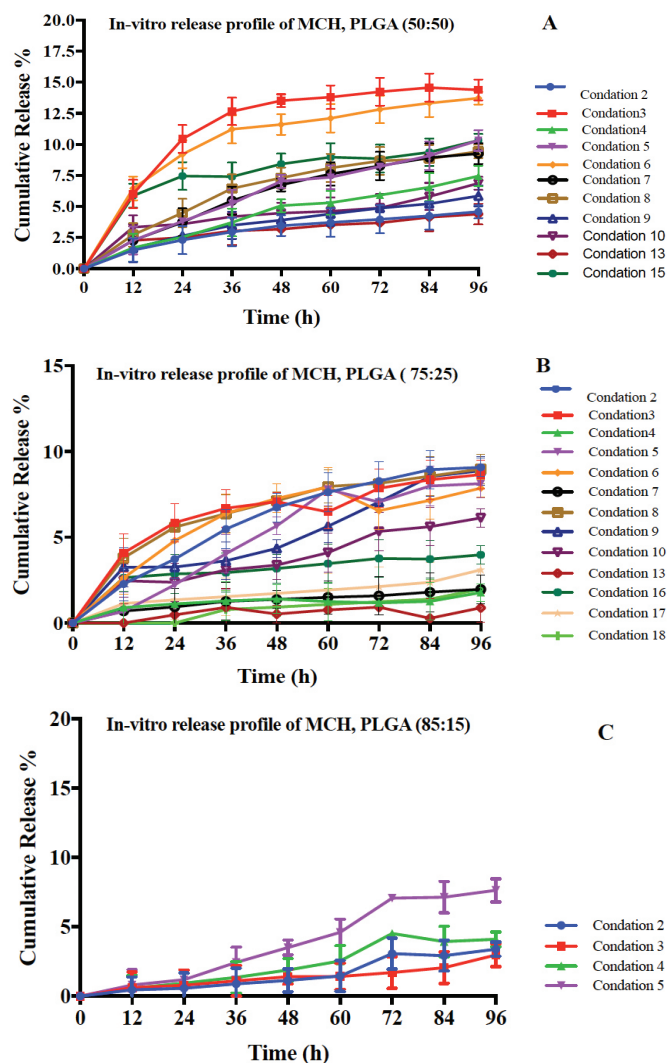 In-vitro release profile of MCH, PLGA (50:50)
A
Cumulative Release %
20.0
17.5
15.0
12.5
10.0
7.5
5.0
2.5
0.0
0 12 24 36 48 60 72 84 96
Time (h)
Condation 2
Condation3
Condation4
Condation 5
Condation 6
Condation 7
Condation 8
Condation 9
Condation 10
Condation 13
Condation 15
In-vitro release profile of MCH, PLGA ( 75:25)
B
Cumulative Release %
15
10
5
0
0 12 24 36 48 60 72 84 96
Time (h)
Condation 2
Condation3
Condation4
Condation 5
Condation 6
Condation 7
Condation 8
Condation 9
Condation 10
Condation 13
Condation 16
Condation 17
Condation 18
In-vitro release profile of MCH, PLGA (85:15)
C
Cumulative Release %
20
15
10
5
0
0 12 24 36 48 60 72 84 96
Time (h)
Condation 2
Condation 3
Condation 4
Condation 5